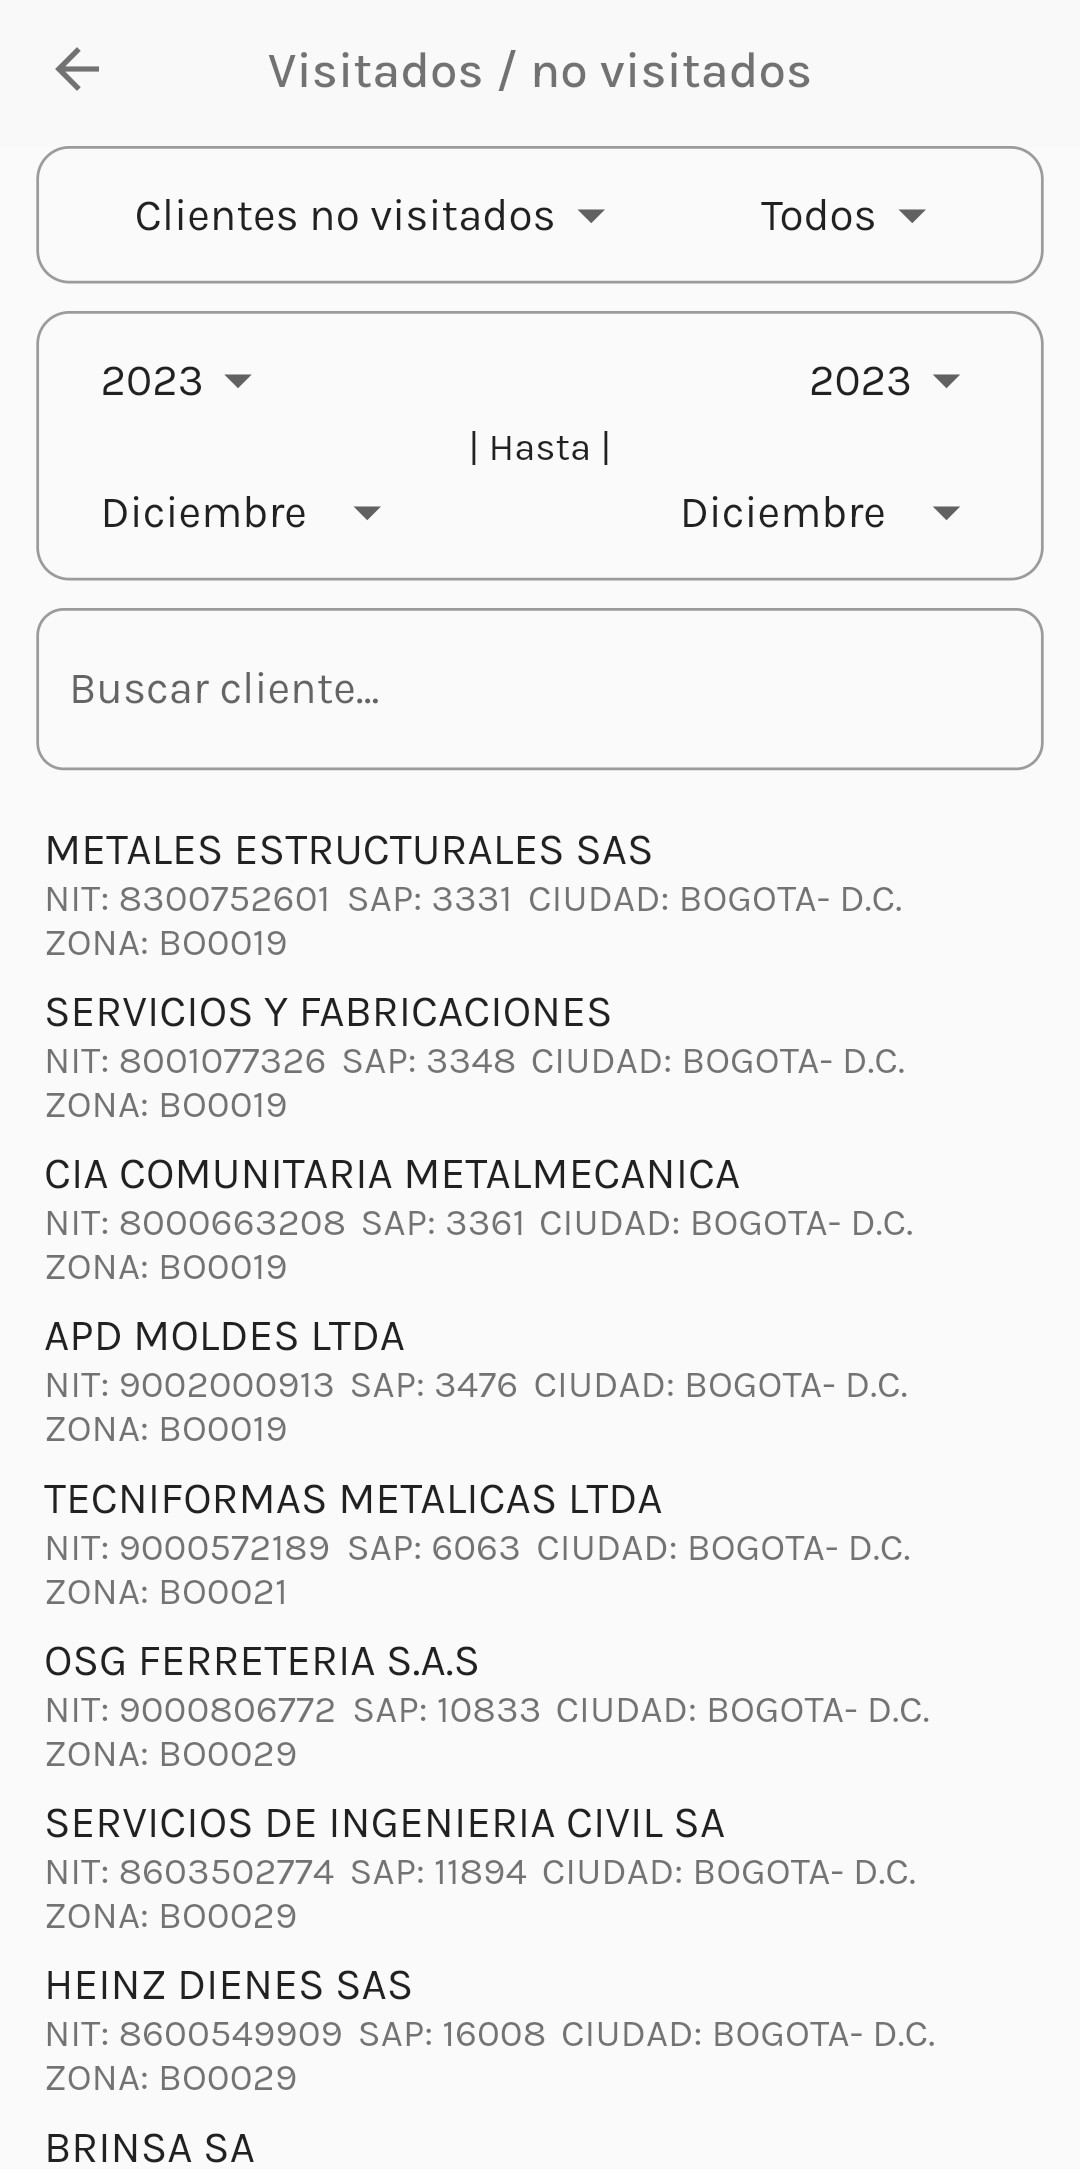 Visitados / no visitados
Clientes no visitados Todos
2023 2023
| Hasta |
Diciembre Diciembre
Buscar cliente...
METALES ESTRUCTURALES SAS
NIT: 8300752601 SAP: 3331 CIUDAD: BOGOTA- D.C.
ZONA: BO0019
SERVICIOS Y FABRICACIONES
NIT: 8001077326 SAP: 3348 CIUDAD: BOGOTA- D.C.
ZONA: BO0019
CIA COMUNITARIA METALMECANICA
NIT: 8000663208 SAP: 3361 CIUDAD: BOGOTA- D.C.
ZONA: BO0019
APD MOLDES LTDA
NIT: 9002000913 SAP: 3476 CIUDAD: BOGOTA- D.C.
ZONA: BO0019
TECNIFORMAS METALICAS LTDA
NIT: 9000572189 SAP: 6063 CIUDAD: BOGOTA- D.C.
ZONA: BO0021
OSG FERRETERIA S.A.S
NIT: 9000806772 SAP: 10833 CIUDAD: BOGOTA- D.C.
ZONA: BO0029
SERVICIOS DE INGENIERIA CIVIL SA
NIT: 8603502774 SAP: 11894 CIUDAD: BOGOTA- D.C.
ZONA: BO0029
HEINZ DIENES SAS
NIT: 8600549909 SAP: 16008 CIUDAD: BOGOTA- D.C.
ZONA: BO0029
BRINSA SA